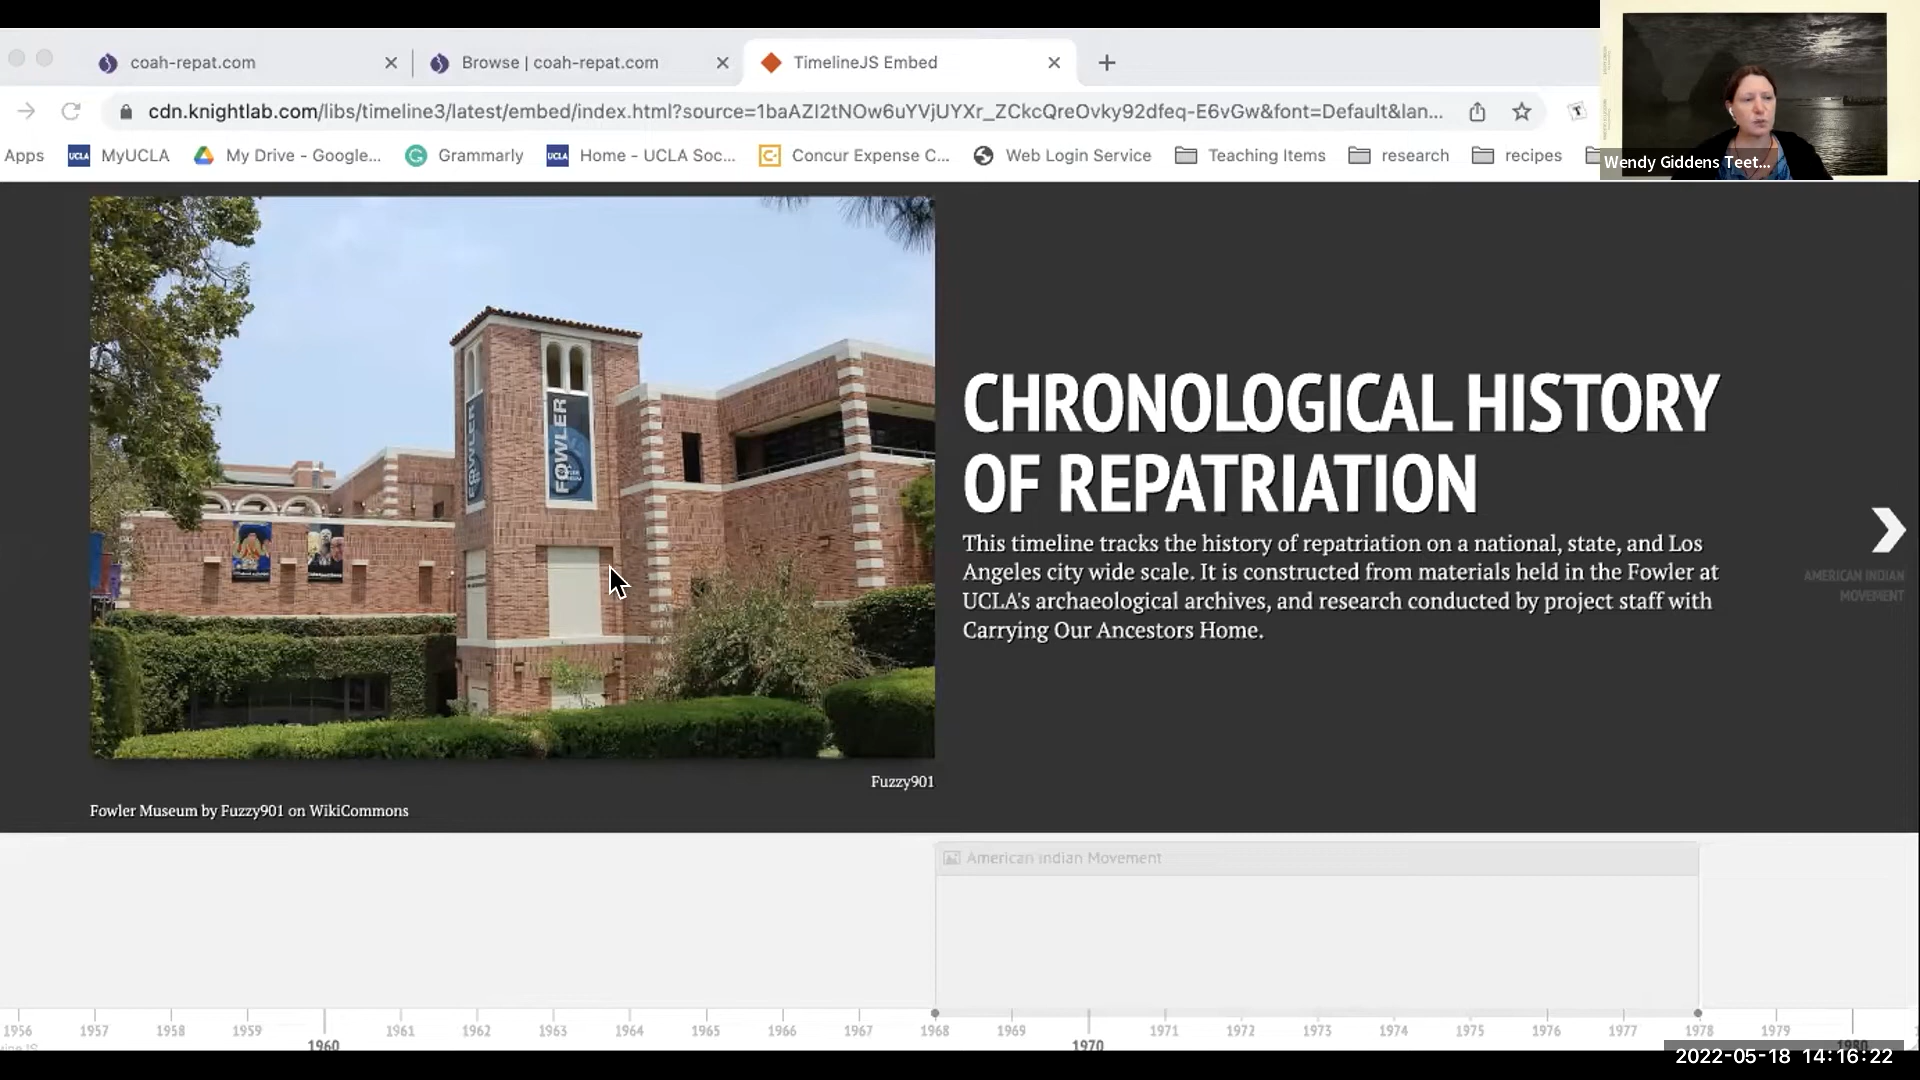 coah-repat.com
Browse | coah-repat.com
TimelineJS Embed
cdn.knightlab.com/libs/timeline3/latest/embed/index.html?source=1baAZI2tNOw6uYVjUYXr_ZCkcQreOvky92dfeq-E6vGw&font=Default&lan...
Apps
UCLA
MyUCLA
My Drive - Google...
Grammarly
UCLA
Home - UCLA Soc...
Concur Expense C...
Web Login Service
Teaching Items
research
recipes
Wendy Giddens Teet...
FOWLER
FOWLER
CHRONOLOGICAL HISTORY
OF REPATRIATION
This timeline tracks the history of repatriation on a national, state, and Los
Angeles city wide scale. It is constructed from materials held in the Fowler at
UCLA's archaeological archives, and research conducted by project staff with
Carrying Our Ancestors Home.
AMERICAN INDIAN
MOVEMENT
Fuzzy901
Fowler Museum by Fuzzy901 on WikiCommons
American Indian Movement
1956 1957 1958 1959 1960 1961 1962 1963 1964 1965 1966 1967 1968 1969 1970 1971 1972 1973 1974 1975 1976 1977 1978 1979 1980
2022-05-18 14:16:22